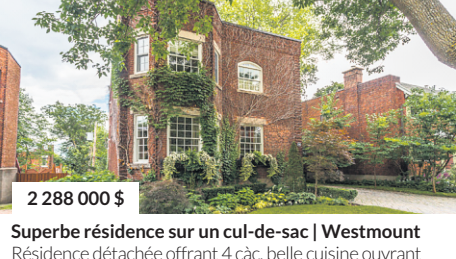 2 288 000 $
Superbe résidence sur un cul-de-sac | Westmount
Résidence détachée offrant 4 càc, belle cuisine ouvrant